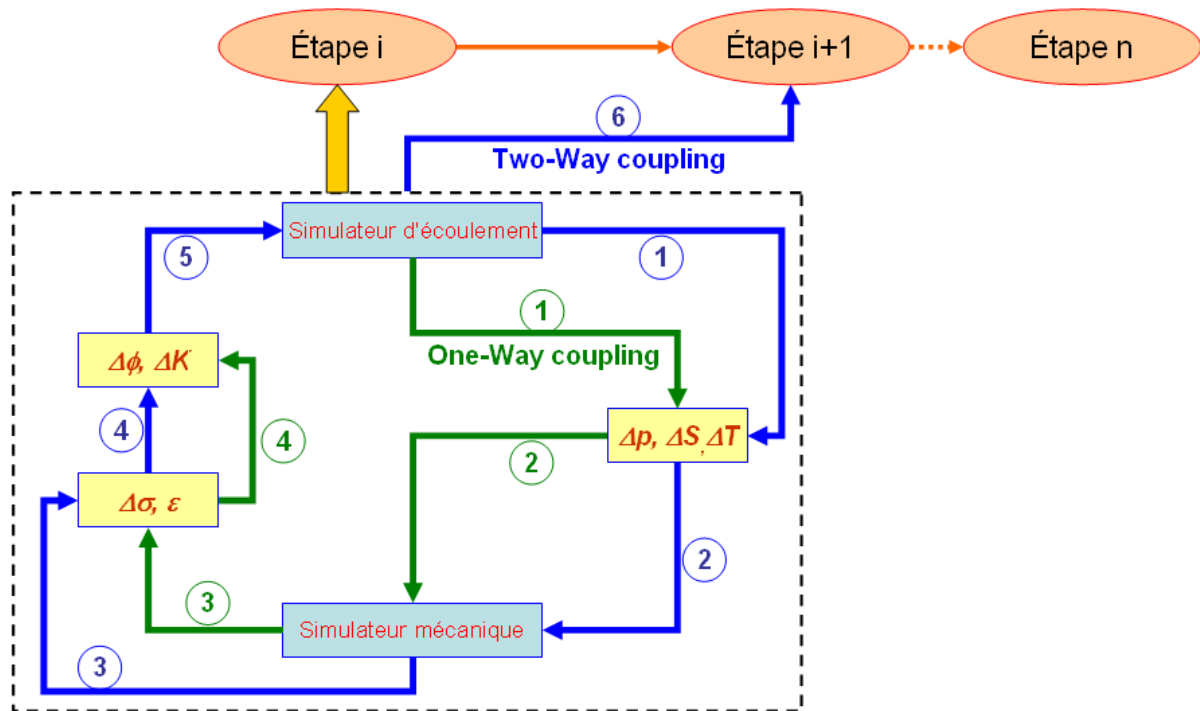 Étape i
Étape i+1
Étape n
6
Two-Way coupling
Simulateur d'écoulement
5
1
1
One-Way coupling
Δϕ, ΔK
4
4
Δp, ΔS, ΔT
2
Δσ, ε
2
3
Simulateur mécanique
3